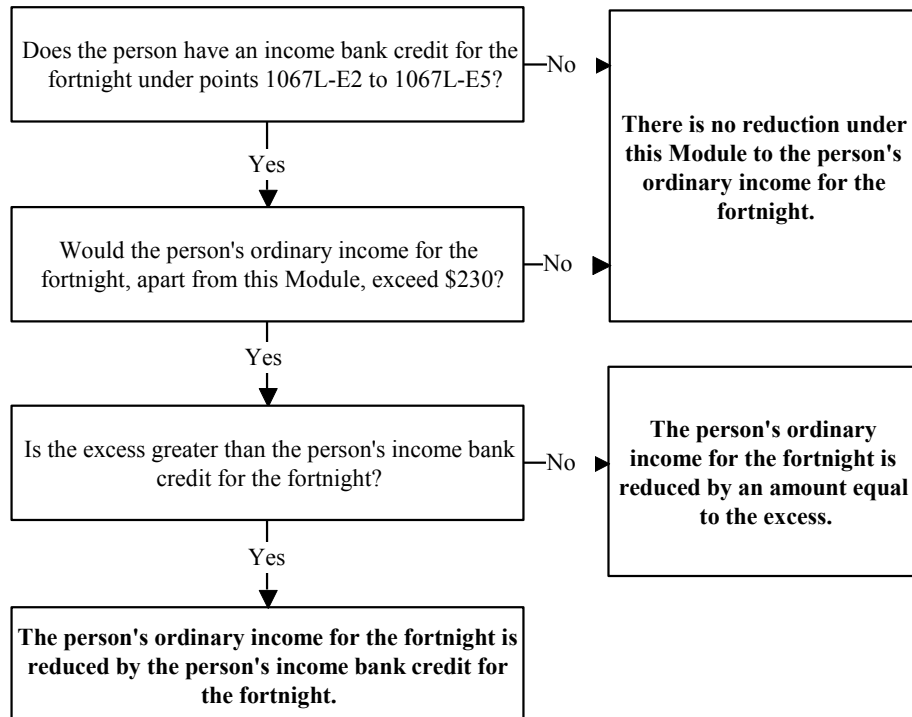 Does the person have an income bank credit for the
fortnight under points 1067L-E2 to 1067L-E5?
No
There is no reduction under
this Module to the person's
ordinary income for the
fortnight.
Yes
Would the person's ordinary income for the
fortnight, apart from this Module, exceed $230?
No
Yes
Is the excess greater than the person's income bank
credit for the fortnight?
No
The person's ordinary
income for the fortnight is
reduced by an amount equal
to the excess.
Yes
The person's ordinary income for the fortnight is
reduced by the person's income bank credit for
the fortnight.